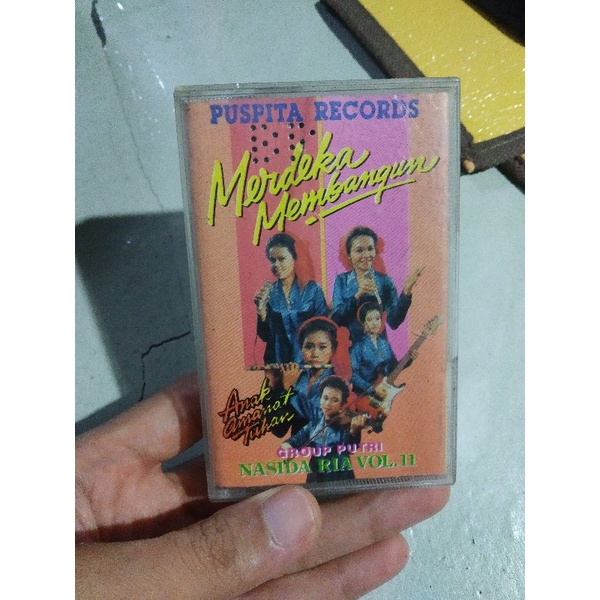 PUSPITA RECORDS
Merdeka
Membangun
Anak
amanat
Tuhan
GROUP PUTRI
NASIDA RIA VOL.11